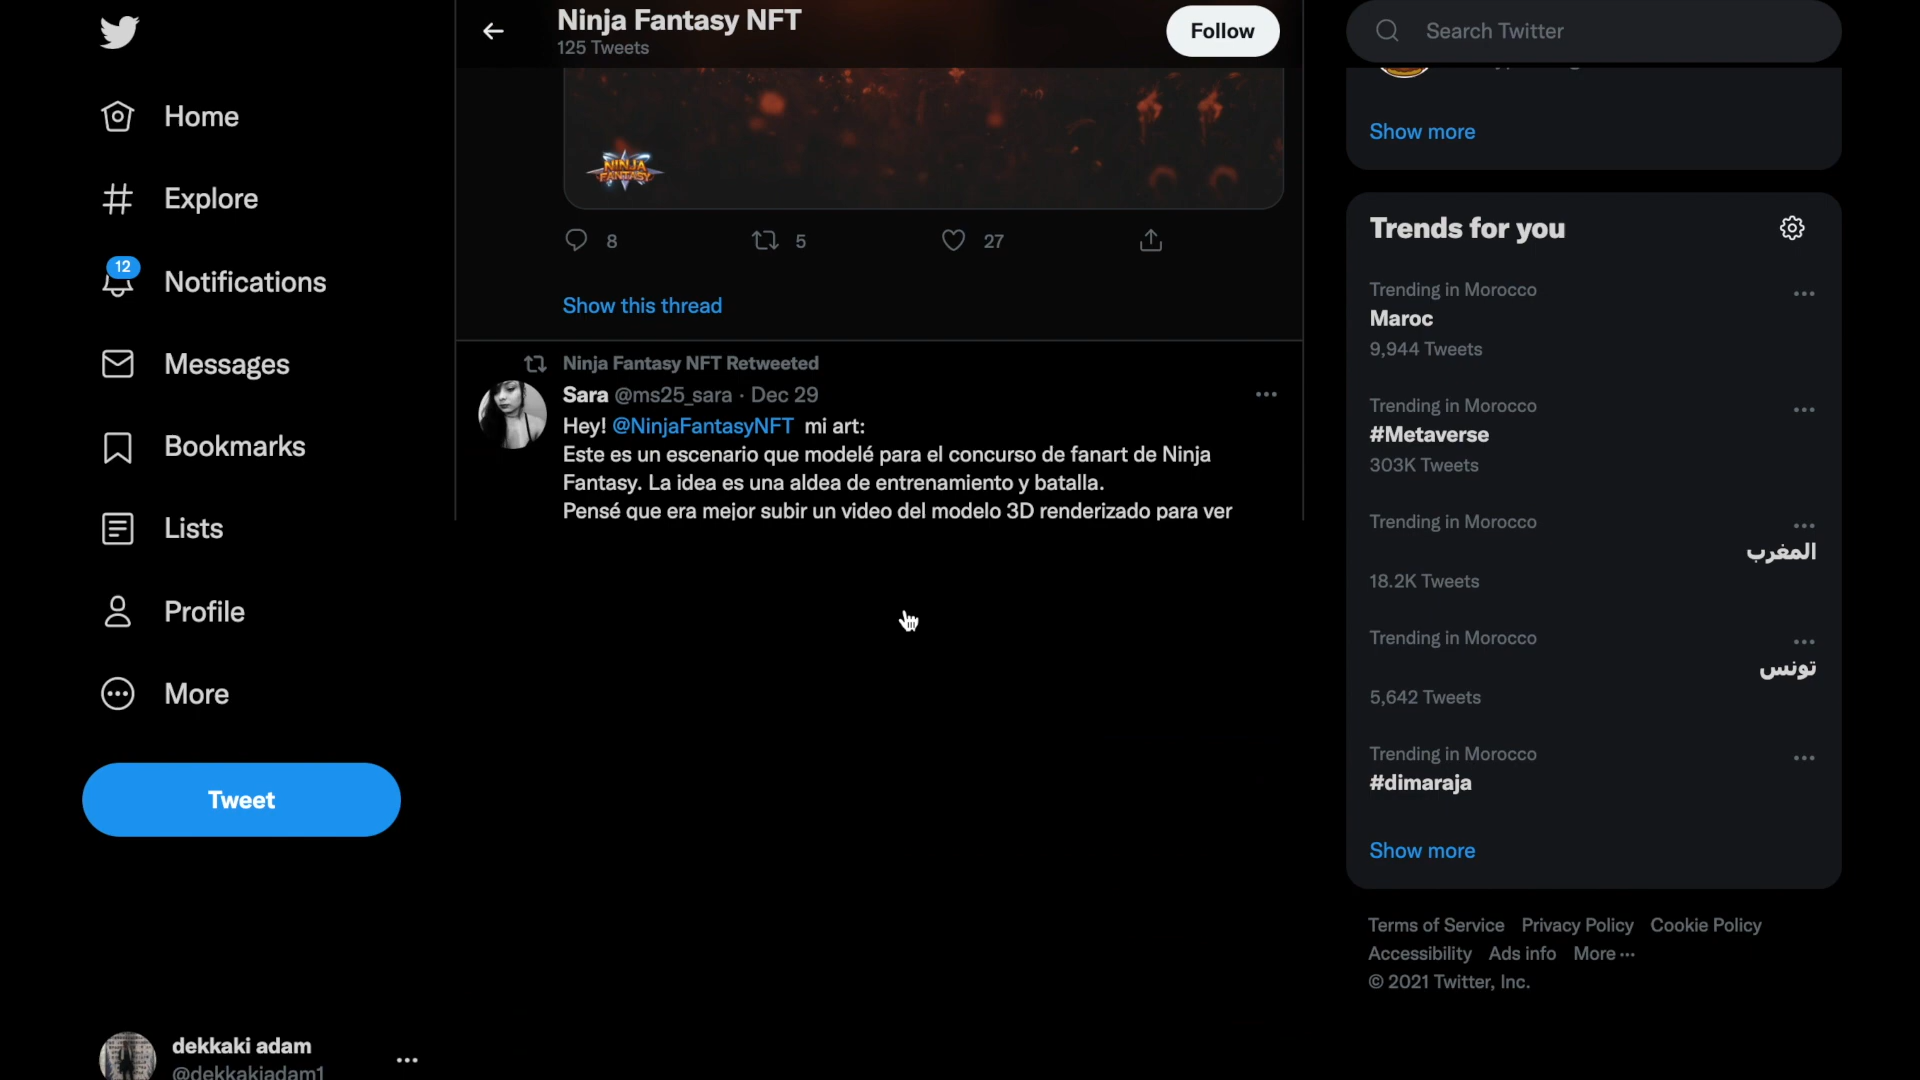 Home
Explore
12
Notifications
Messages
Bookmarks
Lists
Profile
More
Tweet
dekkaki adam
@dekkakiadam1
Ninja Fantasy NFT
125 Tweets
Follow
NINJA
FANTASY
8 5 27
Show this thread
Ninja Fantasy NFT Retweeted
Sara @ms25_sara · Dec 29
Hey! @NinjaFantasyNFT mi art:
Este es un escenario que modelé para el concurso de fanart de Ninja
Fantasy. La idea es una aldea de entrenamiento y batalla.
Pensé que era mejor subir un video del modelo 3D renderizado para ver
Search Twitter
Show more
Trends for you
Trending in Morocco
Maroc
9,944 Tweets
Trending in Morocco
#Metaverse
303K Tweets
Trending in Morocco
المغرب
18.2K Tweets
Trending in Morocco
تونس
5,642 Tweets
Trending in Morocco
#dimaraja
Show more
Terms of Service Privacy Policy Cookie Policy
Accessibility Ads info More ···
© 2021 Twitter, Inc.